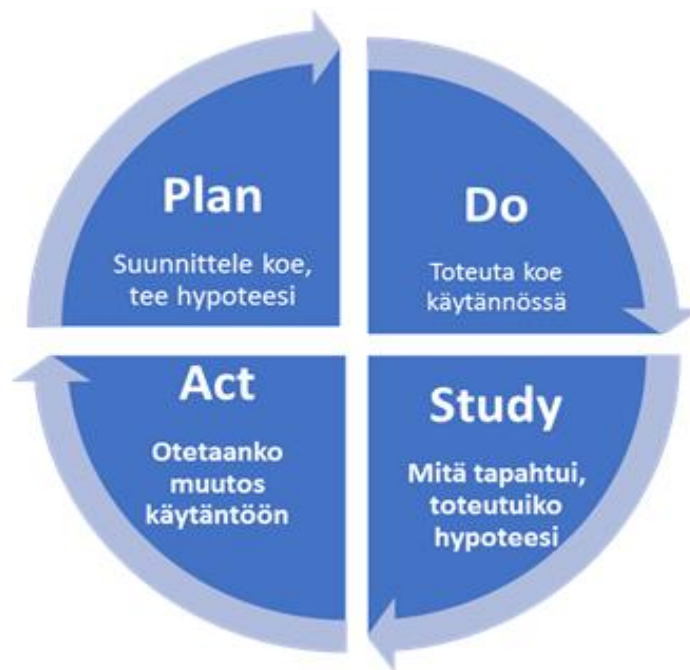 Plan
Suunnittele koe,
tee hypoteesi
Do
Toteuta koe
käytännössä
Act
Otetaanko
muutos
käytäntöön
Study
Mitä tapahtui,
toteutuiko
hypoteesi